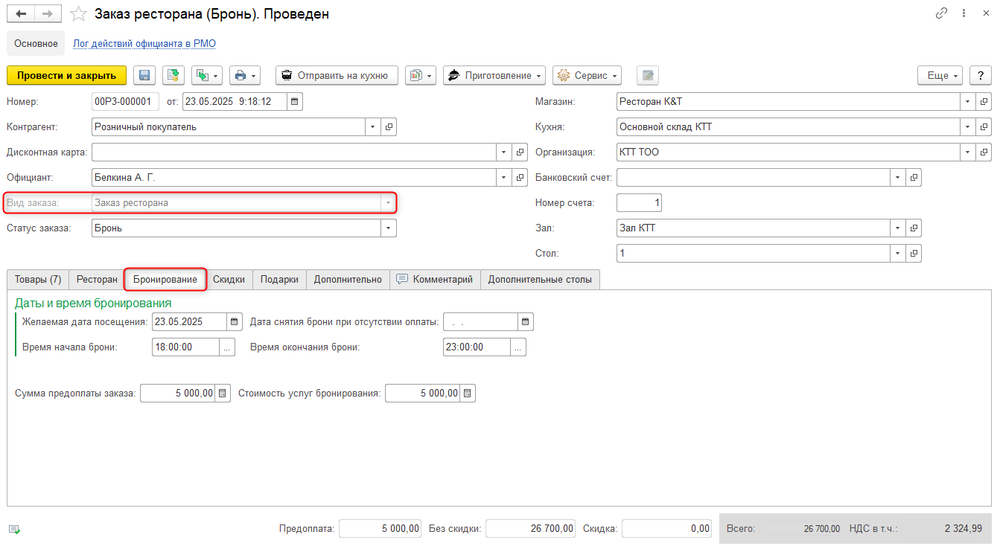 Заказ ресторана (Бронь). Проведен
Основное Лог действий официанта в РМО
Провести и закрыть Отправить на кухню Приготовление Сервис Еще ?
Номер: 00РЗ-000001 от: 23.05.2025 9:18:12 Магазин: Ресторан К&Т
Контрагент: Розничный покупатель Кухня: Основной склад КТТ
Дисконтная карта: Организация: КТТ ТОО
Официант: Белкина А. Г. Банковский счет:
Вид заказа: Заказ ресторана Номер счета: 1
Статус заказа: Бронь Зал: Зал КТТ
Стол: 1
Товары (7) Ресторан Бронирование Скидки Подарки Дополнительно Комментарий Дополнительные столы
Даты и время бронирования
Желаемая дата посещения: 23.05.2025 Дата снятия брони при отсутствии оплаты: . .
Время начала брони: 18:00:00 ... Время окончания брони: 23:00:00 ...
Сумма предоплаты заказа: 5 000,00 Стоимость услуг бронирования: 5 000,00
Предоплата: 5 000,00 Без скидки: 26 700,00 Скидка: 0,00 Всего: 26 700,00 НДС в т.ч.: 2 324,99